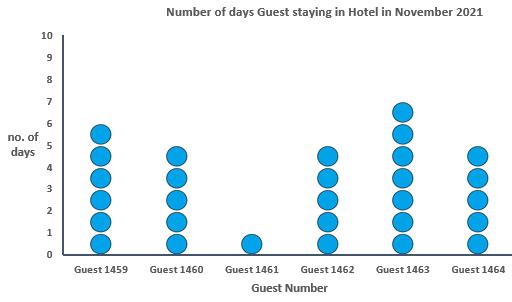 Number of days Guest staying in Hotel in November 2021
10
9
8
7
6
5
4
3
2
1
0
no. of
days
Guest 1459 Guest 1460 Guest 1461 Guest 1462 Guest 1463 Guest 1464
Guest Number